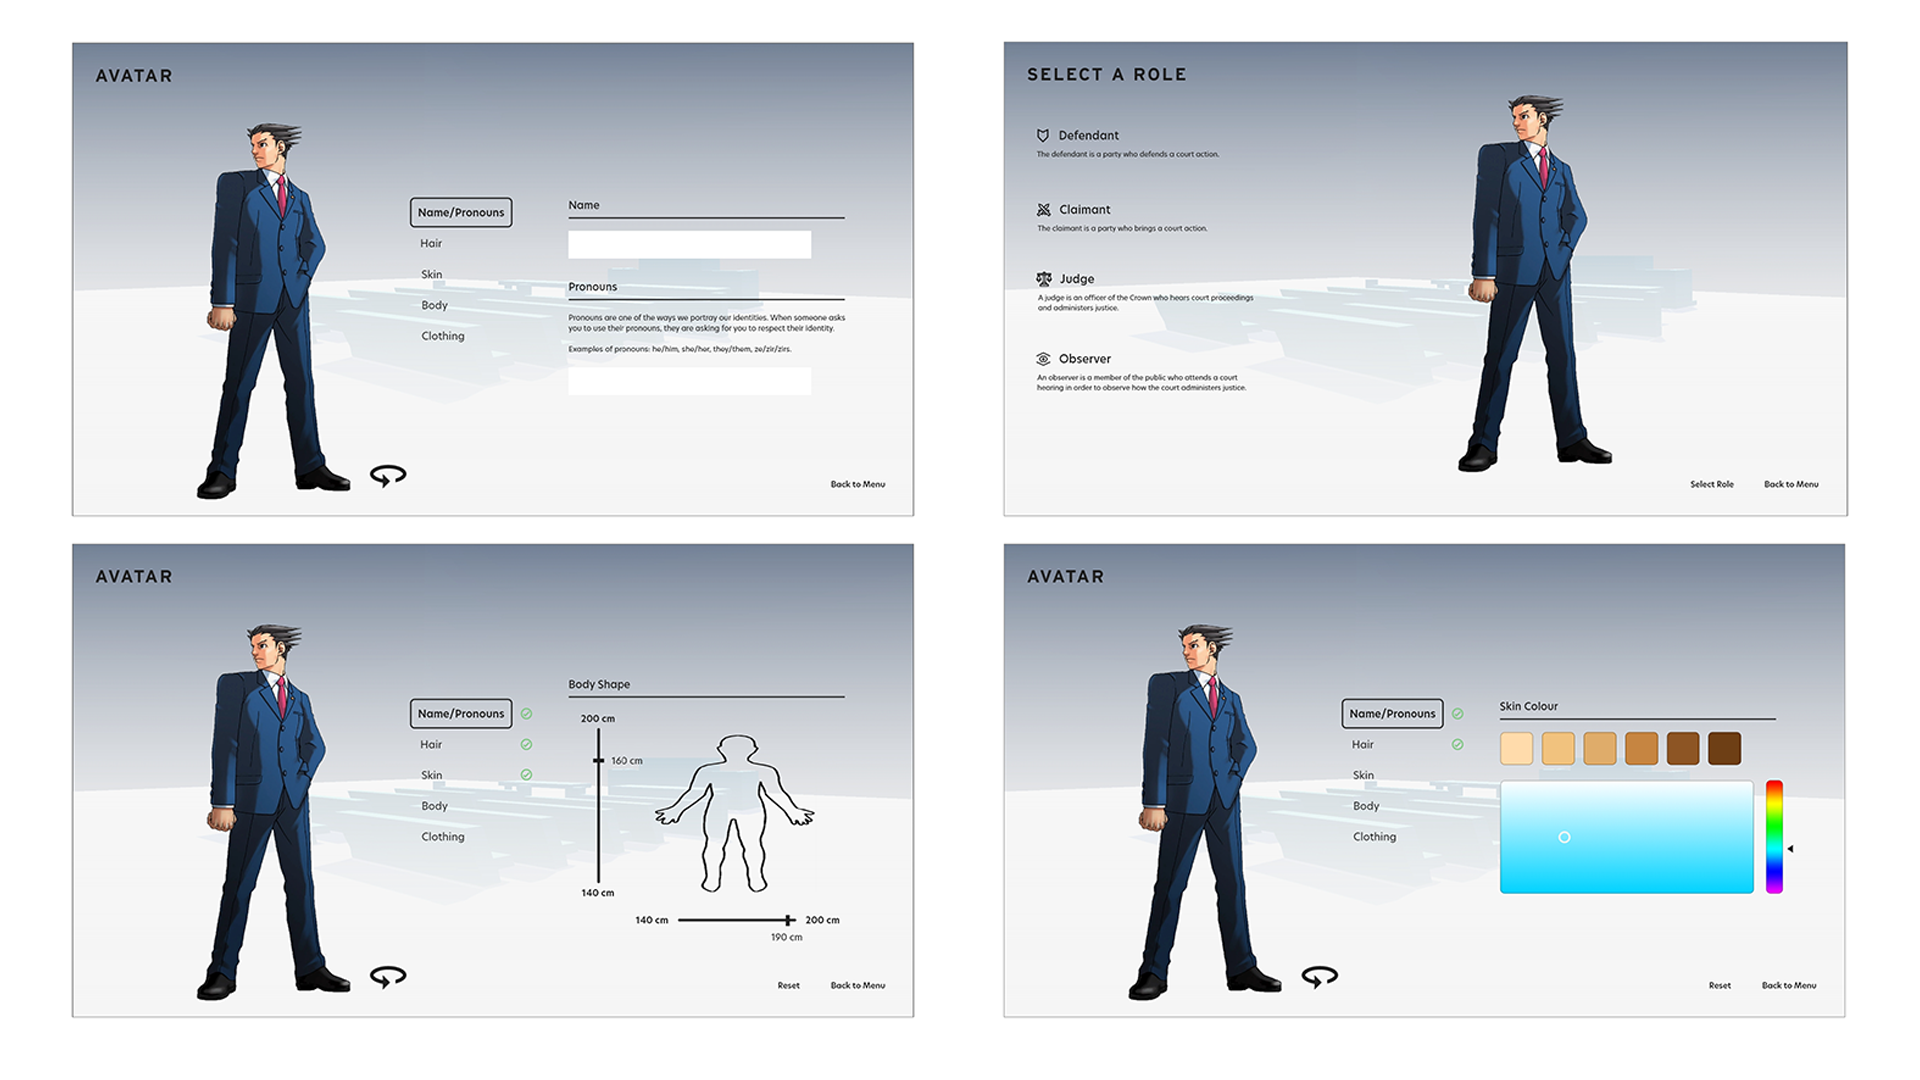 AVATAR
Name/Pronouns
Hair
Skin
Body
Clothing
Name
Pronouns
Pronouns are one of the ways we portray our identities. When someone asks
you to use their pronouns, they are asking for you to respect their identity.
Examples of pronouns: he/him, she/her, they/them, ze/zir/zirs.
Back to Menu
SELECT A ROLE
Defendant
The defendant is a party who defends a court action.
Claimant
The claimant is a party who brings a court action.
Judge
A judge is an officer of the Crown who hears court proceedings
and administers justice.
Observer
An observer is a member of the public who attends a court
hearing in order to observe how the court administers justice.
Select Role
Back to Menu
AVATAR
Name/Pronouns
Hair
Skin
Body
Clothing
Body Shape
200 cm
160 cm
140 cm
140 cm
200 cm
190 cm
Reset
Back to Menu
AVATAR
Name/Pronouns
Hair
Skin
Body
Clothing
Skin Colour
Reset
Back to Menu